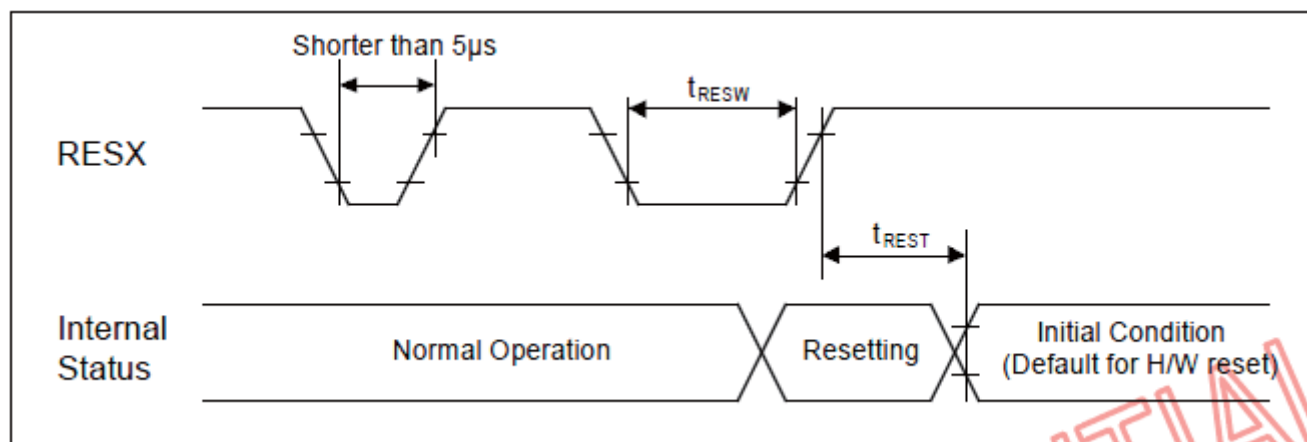 Shorter than 5µs
tRESW
RESX
tREST
Internal
Status
Normal Operation
Resetting
Initial Condition
(Default for H/W reset)